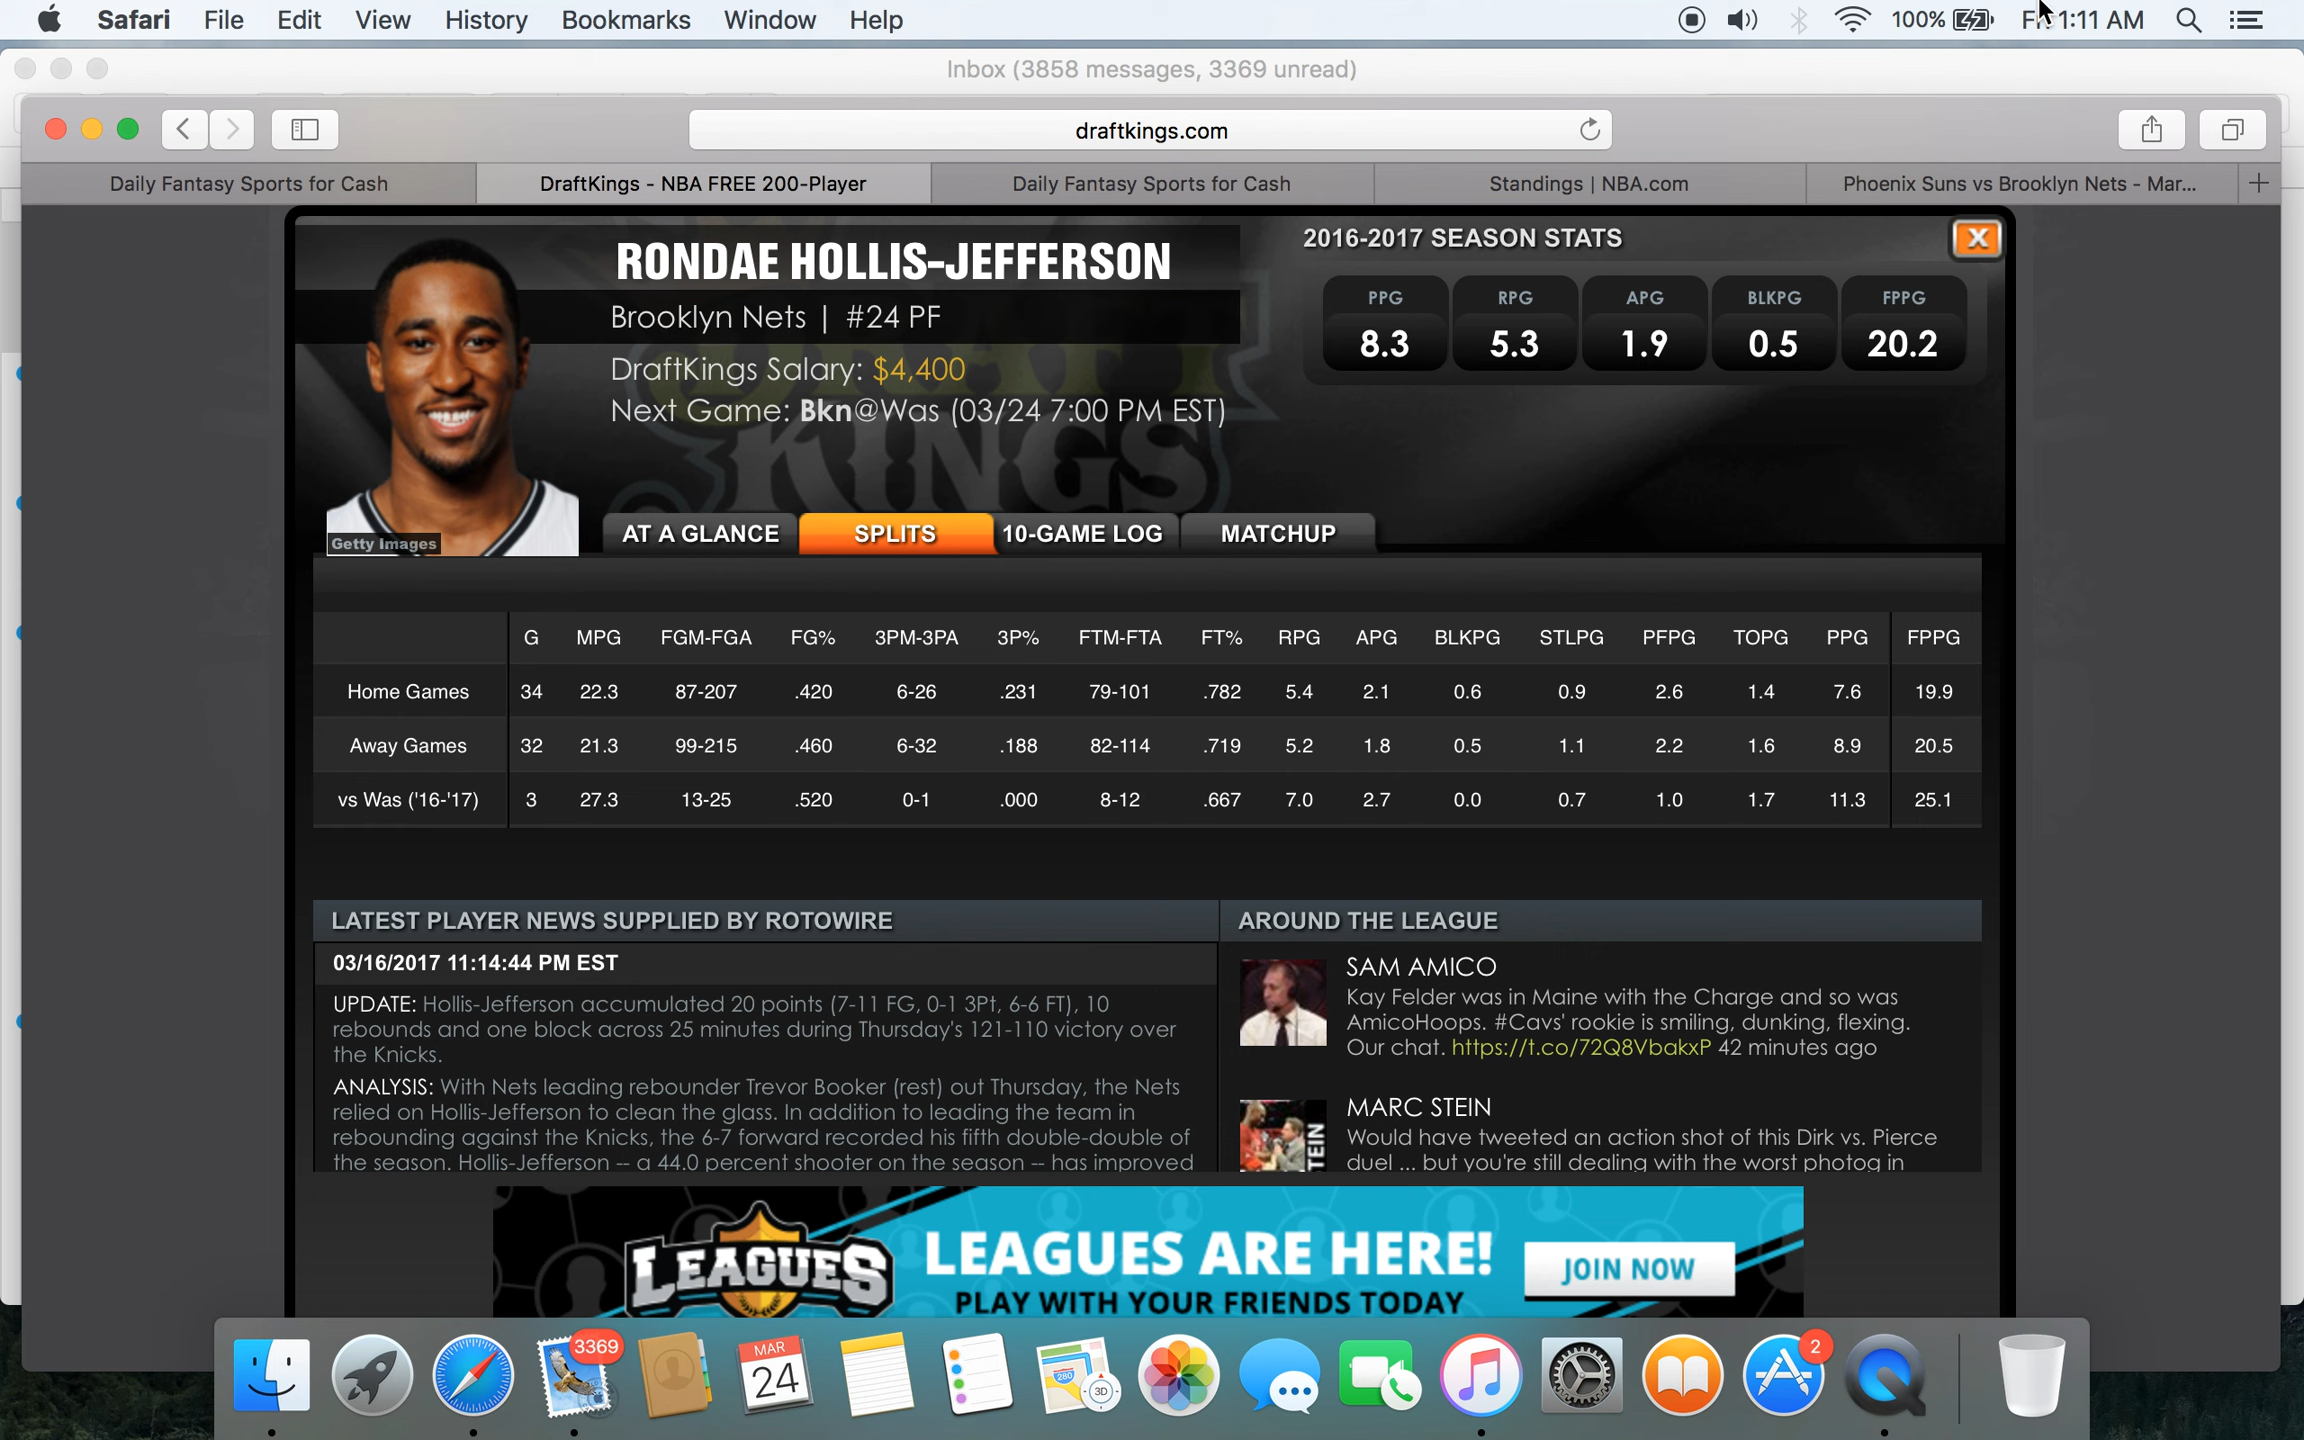 Safari File Edit View History Bookmarks Window Help 100% 1:11 AM
Inbox (3858 messages, 3369 unread)
draftkings.com
Daily Fantasy Sports for Cash DraftKings - NBA FREE 200-Player Daily Fantasy Sports for Cash Standings | NBA.com Phoenix Suns vs Brooklyn Nets - Mar... +
RONDAE HOLLIS-JEFFERSON
Brooklyn Nets | #24 PF
DraftKings Salary: $4,400
Next Game: Bkn@Was (03/24 7:00 PM EST)
2016-2017 SEASON STATS
X
PPG RPG APG BLKPG FPPG
8.3 5.3 1.9 0.5 20.2
KINGS
Getty Images
AT A GLANCE SPLITS 10-GAME LOG MATCHUP
G MPG FGM-FGA FG% 3PM-3PA 3P% FTM-FTA FT% RPG APG BLKPG STLPG PFPG TOPG PPG FPPG
Home Games 34 22.3 87-207 .420 6-26 .231 79-101 .782 5.4 2.1 0.6 0.9 2.6 1.4 7.6 19.9
Away Games 32 21.3 99-215 .460 6-32 .188 82-114 .719 5.2 1.8 0.5 1.1 2.2 1.6 8.9 20.5
vs Was ('16-'17) 3 27.3 13-25 .520 0-1 .000 8-12 .667 7.0 2.7 0.0 0.7 1.0 1.7 11.3 25.1
LATEST PLAYER NEWS SUPPLIED BY ROTOWIRE
03/16/2017 11:14:44 PM EST
UPDATE: Hollis-Jefferson accumulated 20 points (7-11 FG, 0-1 3Pt, 6-6 FT), 10
rebounds and one block across 25 minutes during Thursday's 121-110 victory over
the Knicks.
ANALYSIS: With Nets leading rebounder Trevor Booker (rest) out Thursday, the Nets
relied on Hollis-Jefferson to clean the glass. In addition to leading the team in
rebounding against the Knicks, the 6-7 forward recorded his fifth double-double of
the season. Hollis-Jefferson -- a 44.0 percent shooter on the season -- has improved
AROUND THE LEAGUE
SAM AMICO
Kay Felder was in Maine with the Charge and so was
AmicoHoops. #Cavs' rookie is smiling, dunking, flexing.
Our chat. https://t.co/72Q8VbakxP 42 minutes ago
MARC STEIN
Would have tweeted an action shot of this Dirk vs. Pierce
duel ... but you're still dealing with the worst photog in
LEAGUES
LEAGUES ARE HERE!
PLAY WITH YOUR FRIENDS TODAY
JOIN NOW
3369
MAR
24
280
3D
2